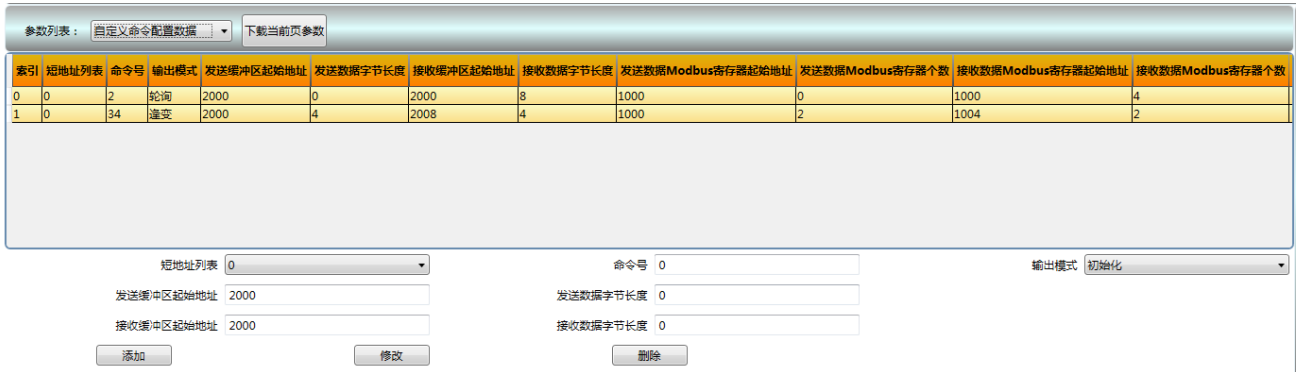 参数列表： 自定义命令配置数据 下载当前页参数
索引 短地址列表 命令号 输出模式 发送缓冲区起始地址 发送数据字节长度 接收缓冲区起始地址 接收数据字节长度 发送数据Modbus寄存器起始地址 发送数据Modbus寄存器个数 接收数据Modbus寄存器起始地址 接收数据Modbus寄存器个数
0 0 2 轮询 2000 0 2000 8 1000 0 1000 4
1 0 34 逢变 2000 4 2008 4 1000 2 1004 2
短地址列表 0 命令号 0 输出模式 初始化
发送缓冲区起始地址 2000 发送数据字节长度 0
接收缓冲区起始地址 2000 接收数据字节长度 0
添加 修改 删除